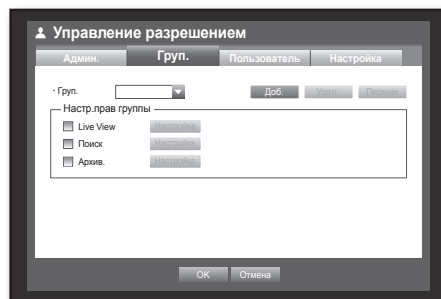 Управление разрешением
Админ. Груп. Пользователь Настройка
· Груп. Доб. Удал. Переим.
Настр.прав группы
Live View Настройка
Поиск Настройка
Архив. Настройка
OK Отмена